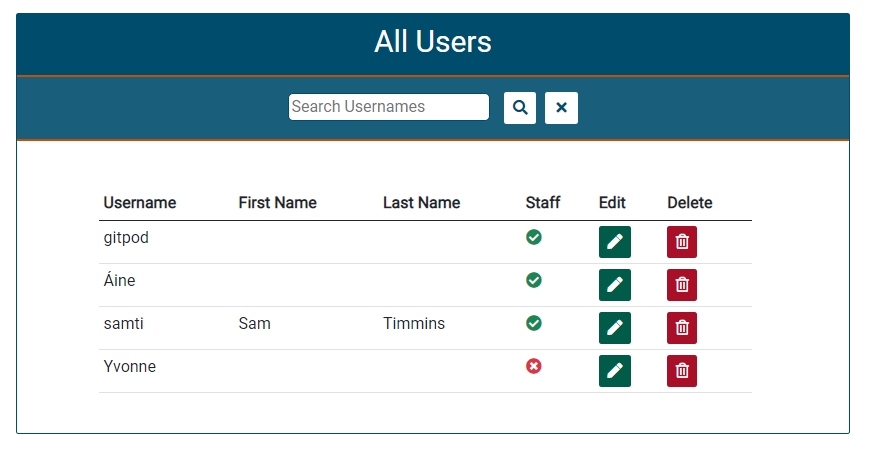 All Users
Search Usernames
Username First Name Last Name Staff Edit Delete
gitpod
Áine
samti Sam Timmins
Yvonne